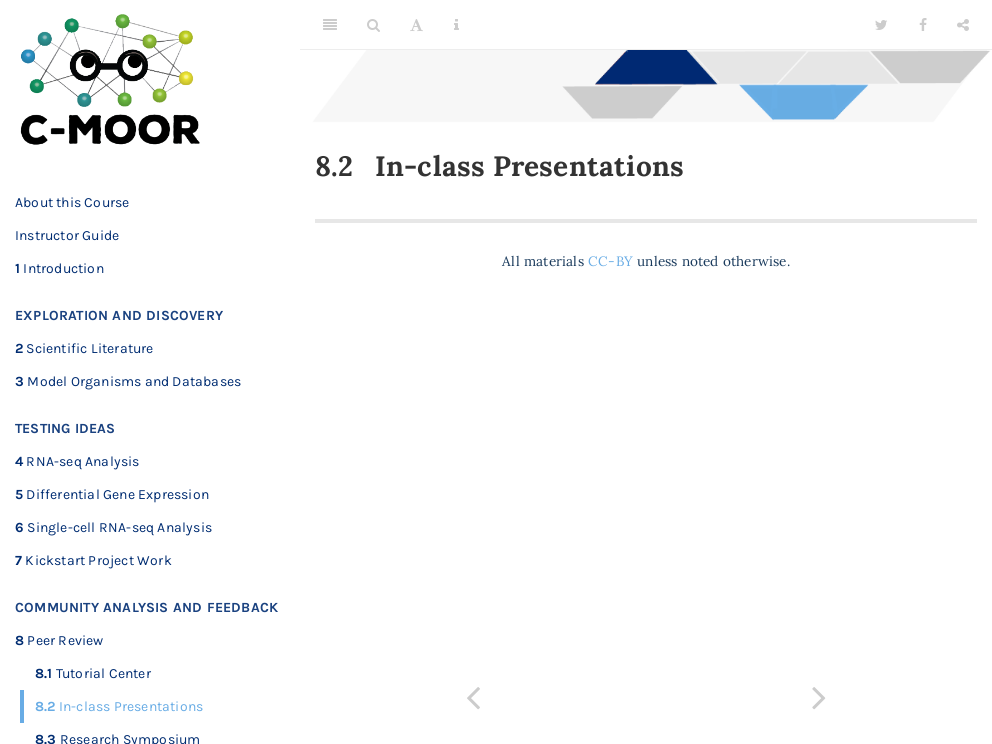 C-MOOR
About this Course
Instructor Guide
1 Introduction
EXPLORATION AND DISCOVERY
2 Scientific Literature
3 Model Organisms and Databases
TESTING IDEAS
4 RNA-seq Analysis
5 Differential Gene Expression
6 Single-cell RNA-seq Analysis
7 Kickstart Project Work
COMMUNITY ANALYSIS AND FEEDBACK
8 Peer Review
8.1 Tutorial Center
8.2 In-class Presentations
8.3 Research Symposium
8.2 In-class Presentations
All materials CC-BY unless noted otherwise.